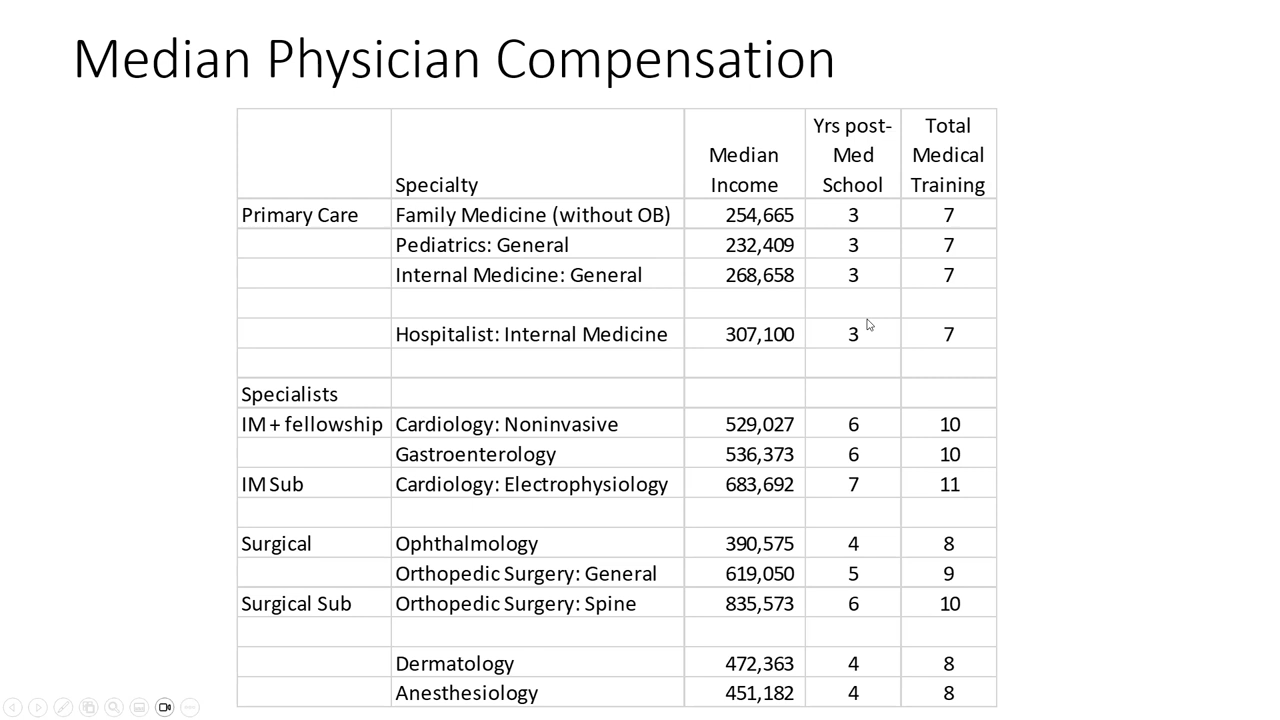 Median Physician Compensation
Specialty Median Income Yrs post-Med School Total Medical Training
Primary Care Family Medicine (without OB) 254,665 3 7
Pediatrics: General 232,409 3 7
Internal Medicine: General 268,658 3 7
Hospitalist: Internal Medicine 307,100 3 7
Specialists
IM + fellowship Cardiology: Noninvasive 529,027 6 10
Gastroenterology 536,373 6 10
IM Sub Cardiology: Electrophysiology 683,692 7 11
Surgical Ophthalmology 390,575 4 8
Orthopedic Surgery: General 619,050 5 9
Surgical Sub Orthopedic Surgery: Spine 835,573 6 10
Dermatology 472,363 4 8
Anesthesiology 451,182 4 8